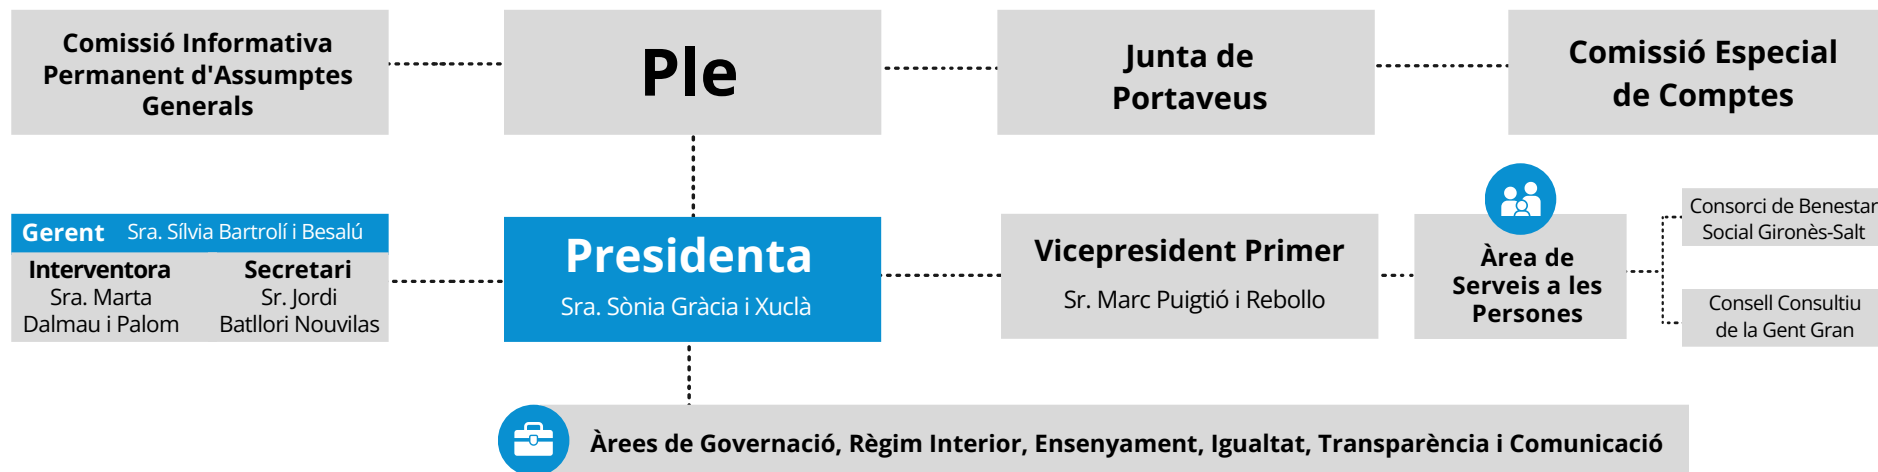 Comissió Informativa
Permanent d'Assumptes
Generals
Ple
Junta de
Portaveus
Comissió Especial
de Comptes
Gerent Sra. Sílvia Bartrolí i Besalú
Interventora
Sra. Marta
Dalmau i Palom
Secretari
Sr. Jordi
Batllori Nouvilas
Presidenta
Sra. Sònia Gràcia i Xuclà
Vicepresident Primer
Sr. Marc Puigtió i Rebollo
Àrea de
Serveis a les
Persones
Consorci de Benestar
Social Gironès-Salt
Consell Consultiu
de la Gent Gran
Àrees de Governació, Règim Interior, Ensenyament, Igualtat, Transparència i Comunicació